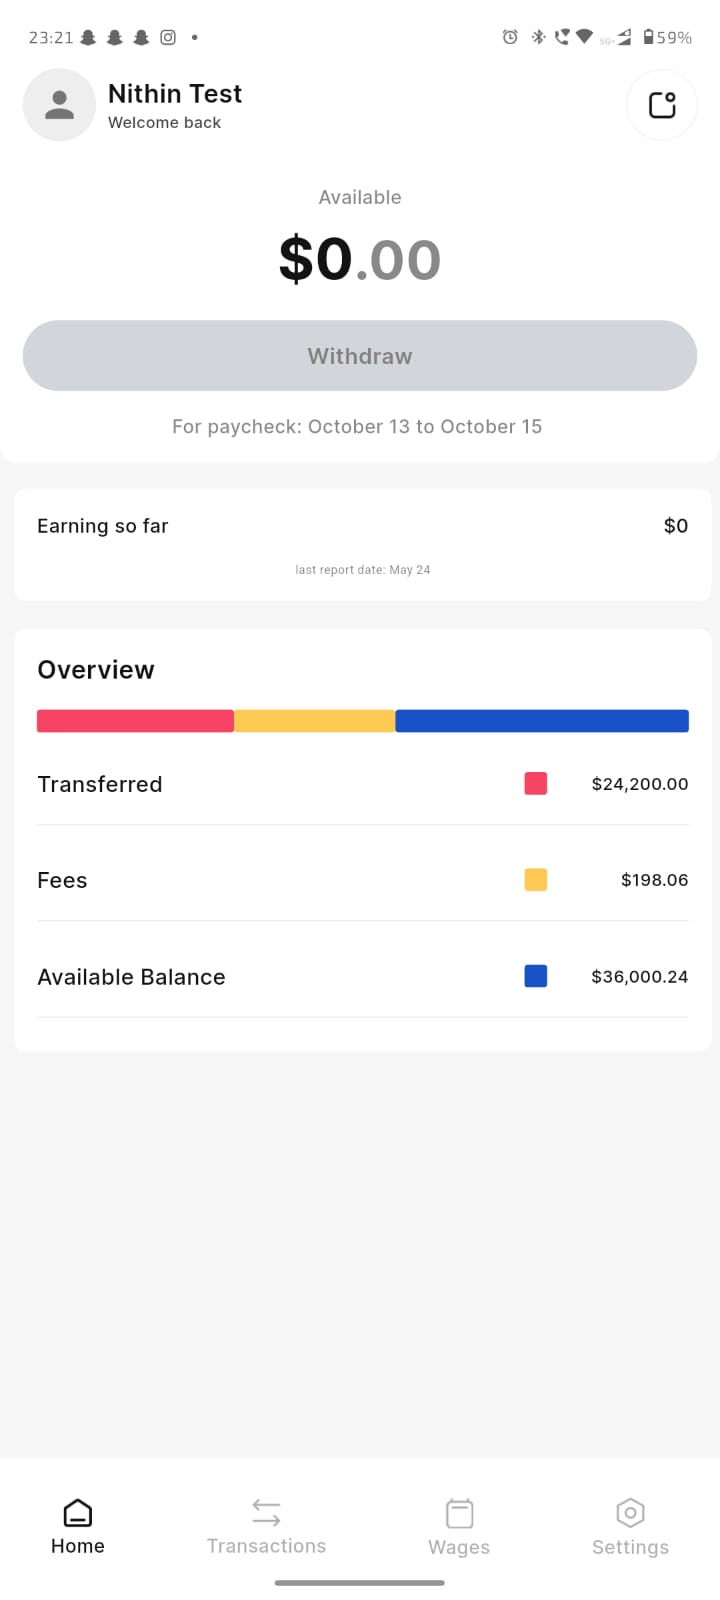 23:21
5G+ 59%
Nithin Test
Welcome back
Available
$0.00
Withdraw
For paycheck: October 13 to October 15
Earning so far $0
last report date: May 24
Overview
Transferred $24,200.00
Fees $198.06
Available Balance $36,000.24
Home Transactions Wages Settings